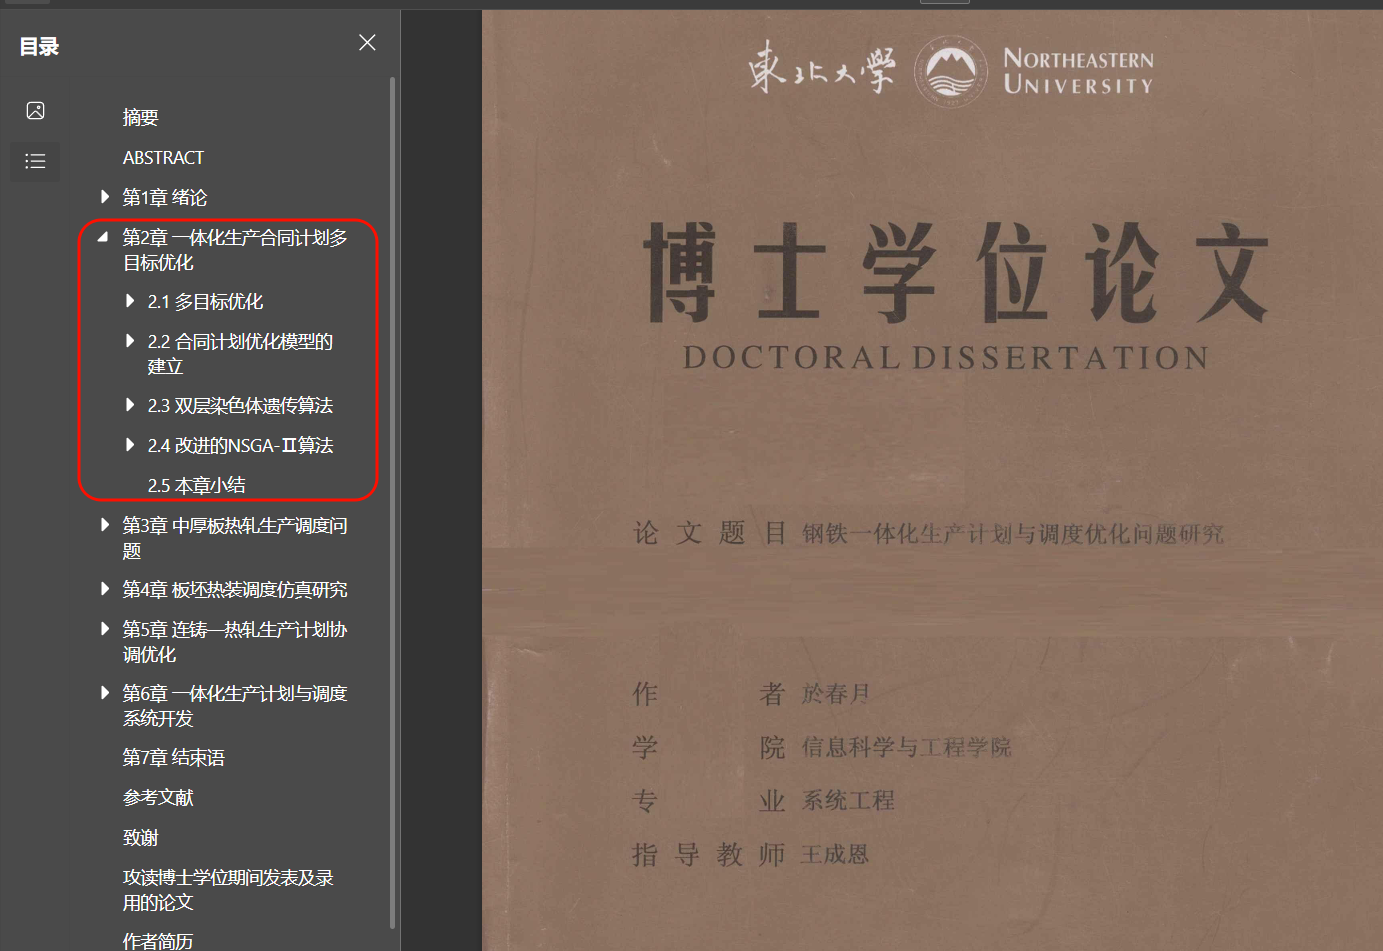 目录
摘要
ABSTRACT
第1章 绪论
第2章 一体化生产合同计划多
目标优化
2.1 多目标优化
2.2 合同计划优化模型的
建立
2.3 双层染色体遗传算法
2.4 改进的NSGA-Ⅱ算法
2.5 本章小结
第3章 中厚板热轧生产调度问
题
第4章 板坯热装调度仿真研究
第5章 连铸—热轧生产计划协
调优化
第6章 一体化生产计划与调度
系统开发
第7章 结束语
参考文献
致谢
攻读博士学位期间发表及录
用的论文
作者简历
東北大學
NORTHEASTERN
UNIVERSITY
博士学位论文
DOCTORAL DISSERTATION
论文题目 钢铁一体化生产计划与调度优化问题研究
作者 於春月
学院 信息科学与工程学院
专业 系统工程
指导教师 王成恩